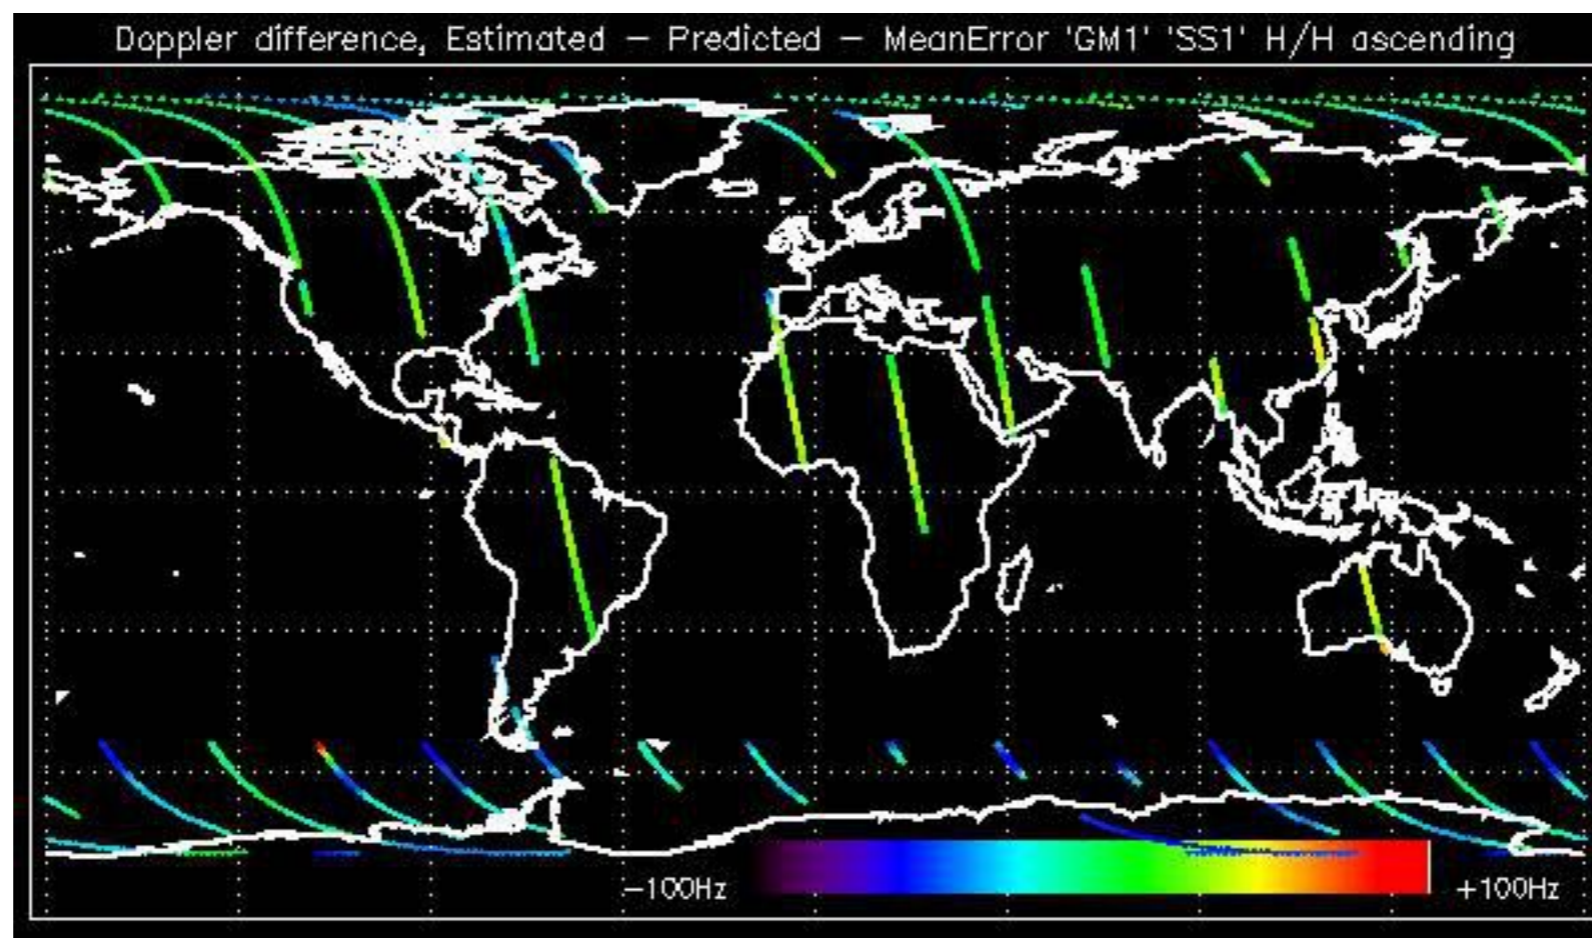 Doppler difference, Estimated – Predicted – MeanError 'GM1' 'SS1' H/H ascending
–100Hz
+100Hz